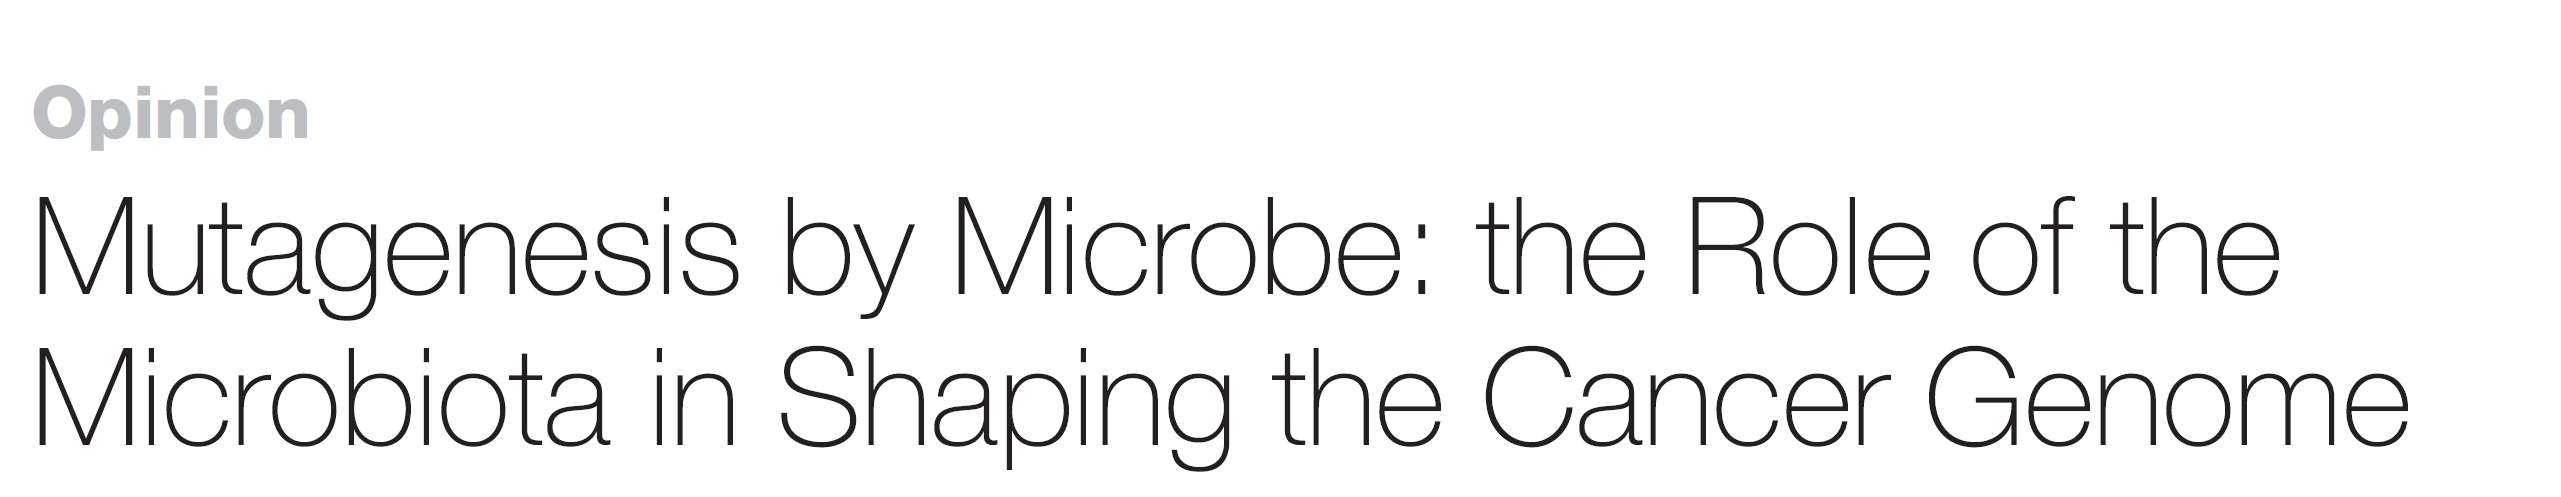 Opinion
Mutagenesis by Microbe: the Role of the
Microbiota in Shaping the Cancer Genome